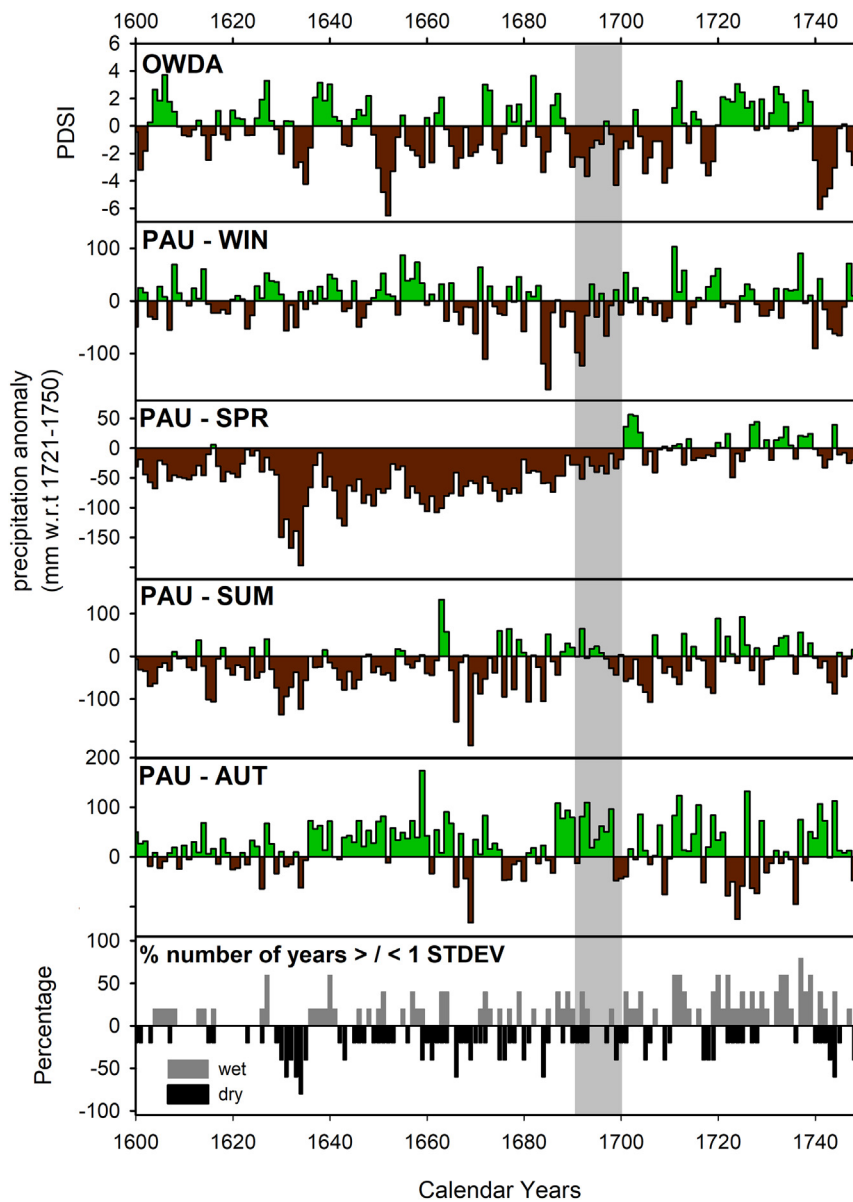 1600 1620 1640 1660 1680 1700 1720 1740
OWDA
6
4
2
0
-2
-4
-6
PDSI
PAU - WIN
100
0
-100
PAU - SPR
50
0
-50
-100
-150
precipitation anomaly
(mm w.r.t 1721-1750)
PAU - SUM
100
0
-100
200
PAU - AUT
100
0
% number of years > / < 1 STDEV
100
50
0
-50
-100
Percentage
wet
dry
1600 1620 1640 1660 1680 1700 1720 1740
Calendar Years